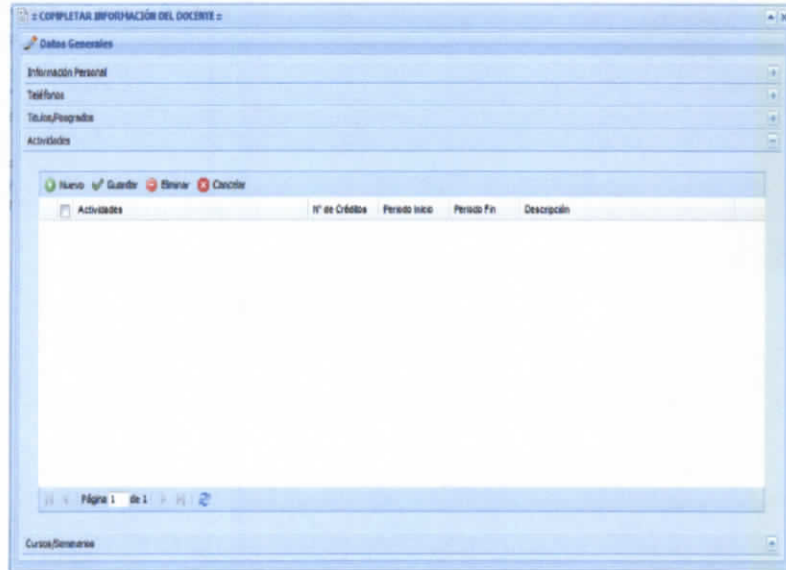 :: COMPLETAR INFORMACIÓN DEL DOCENTE ::
Datos Generales
Información Personal
Teléfonos
Títulos/Posgrados
Actividades
Nuevo Guardar Eliminar Cancelar
Actividades Nº de Créditos Periodo Inicio Periodo Fin Descripción
Página 1 de 1
Cursos/Seminarios